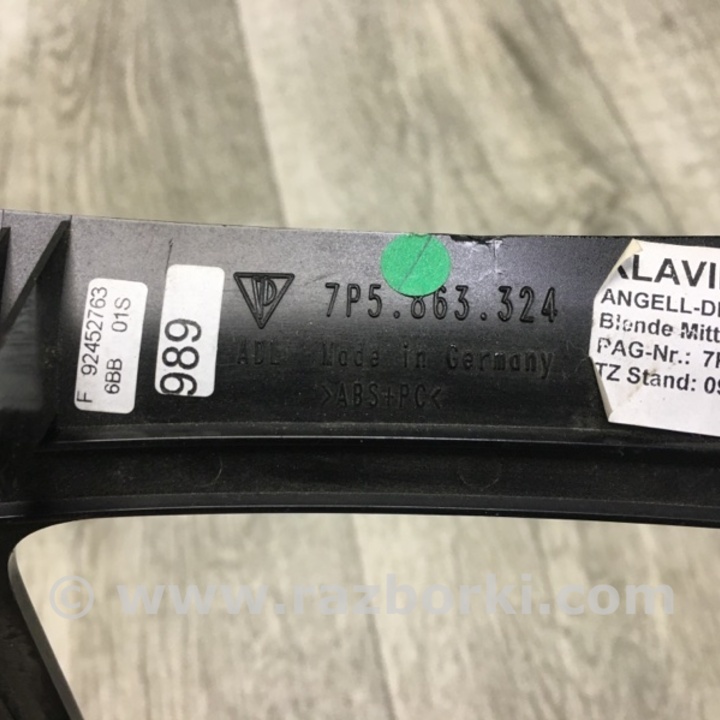 F 92452763
6BB 01S
989
7P5.863.324
Made in Germany
>ABS+PC<
ANGELL-DE
Blende Mitt
PAG-Nr.: 7P
TZ Stand: 09
© www.razborki.com